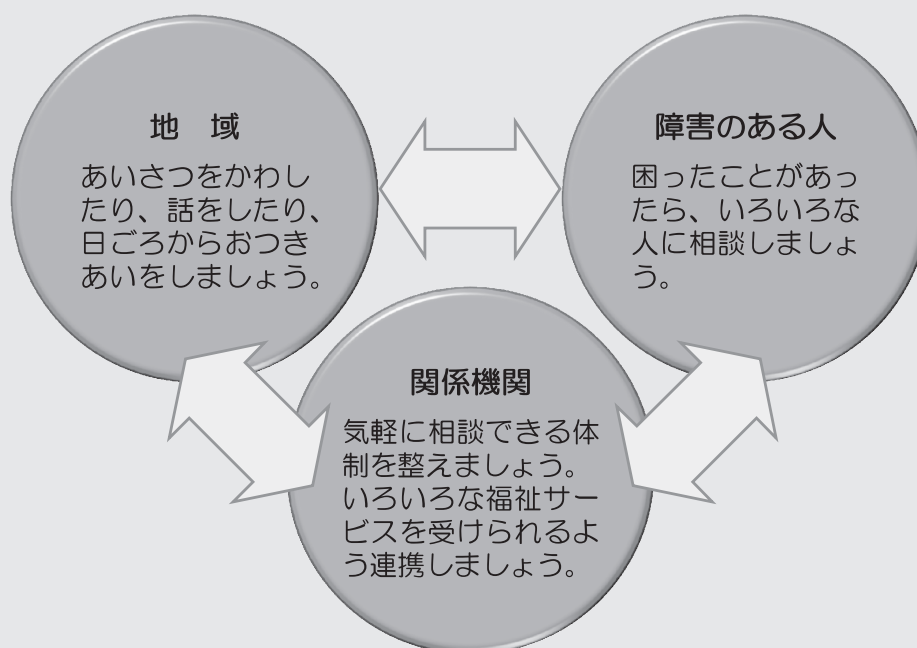 地　域
あいさつをかわし
たり、話をしたり、
日ごろからおつき
あいをしましょう。
障害のある人
困ったことがあっ
たら、いろいろな
人に相談しましょ
う。
関係機関
気軽に相談できる体
制を整えましょう。
いろいろな福祉サー
ビスを受けられるよ
う連携しましょう。